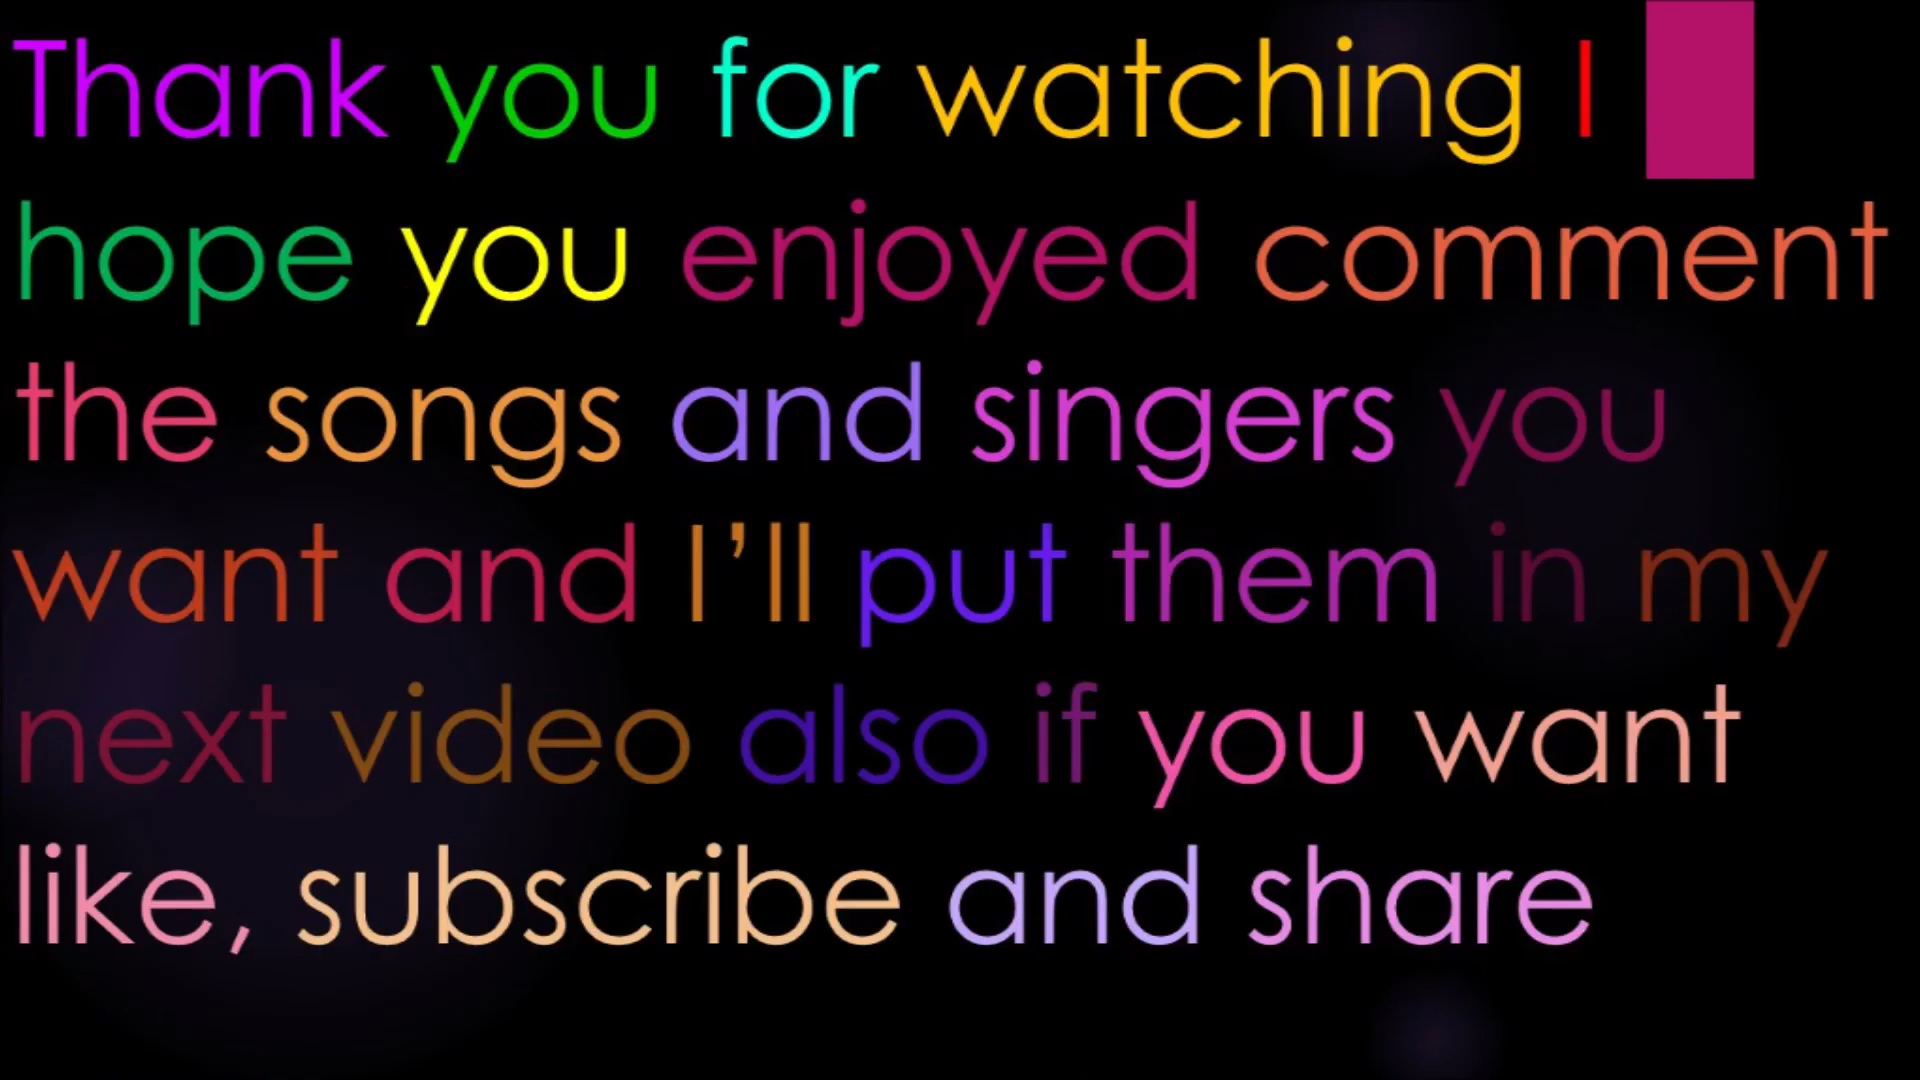 Thank you for watching I
hope you enjoyed comment
the songs and singers you
want and I’ll put them in my
next video also if you want
like, subscribe and share